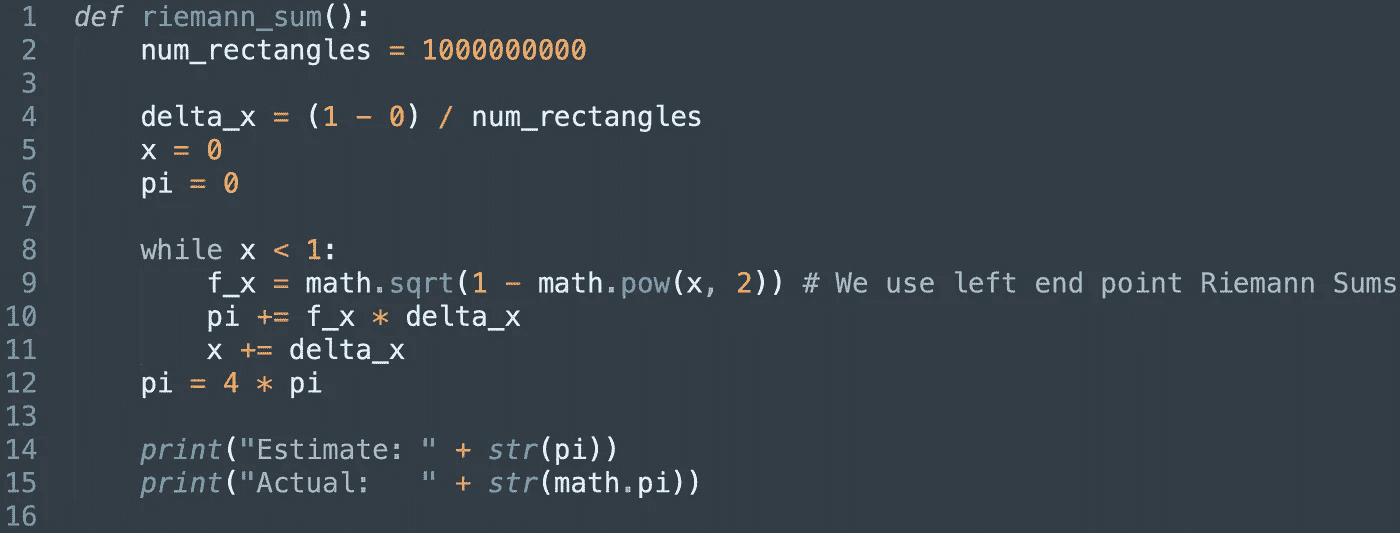 1 def riemann_sum():
2     num_rectangles = 1000000000
3
4     delta_x = (1 - 0) / num_rectangles
5     x = 0
6     pi = 0
7
8     while x < 1:
9         f_x = math.sqrt(1 - math.pow(x, 2)) # We use left end point Riemann Sums
10         pi += f_x * delta_x
11         x += delta_x
12     pi = 4 * pi
13
14     print("Estimate: " + str(pi))
15     print("Actual:   " + str(math.pi))
16